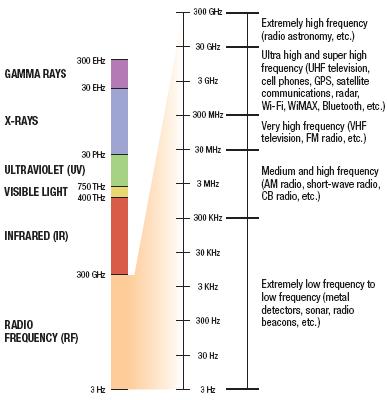 300 EHz
GAMMA RAYS
30 EHz
X-RAYS
30 PHz
ULTRAVIOLET (UV)
750 THz
VISIBLE LIGHT
400 THz
INFRARED (IR)
300 GHz
RADIO
FREQUENCY (RF)
3 Hz
300 GHz
30 GHz
3 GHz
300 MHz
30 MHz
3 MHz
300 KHz
30 KHz
3 KHz
300 Hz
30 Hz
3 Hz
Extremely high frequency
(radio astronomy, etc.)
Ultra high and super high
frequency (UHF television,
cell phones, GPS, satellite
communications, radar,
Wi-Fi, WiMAX, Bluetooth, etc.)
Very high frequency (VHF
television, FM radio, etc.)
Medium and high frequency
(AM radio, short-wave radio,
CB radio, etc.)
Extremely low frequency to
low frequency (metal
detectors, sonar, radio
beacons, etc.)